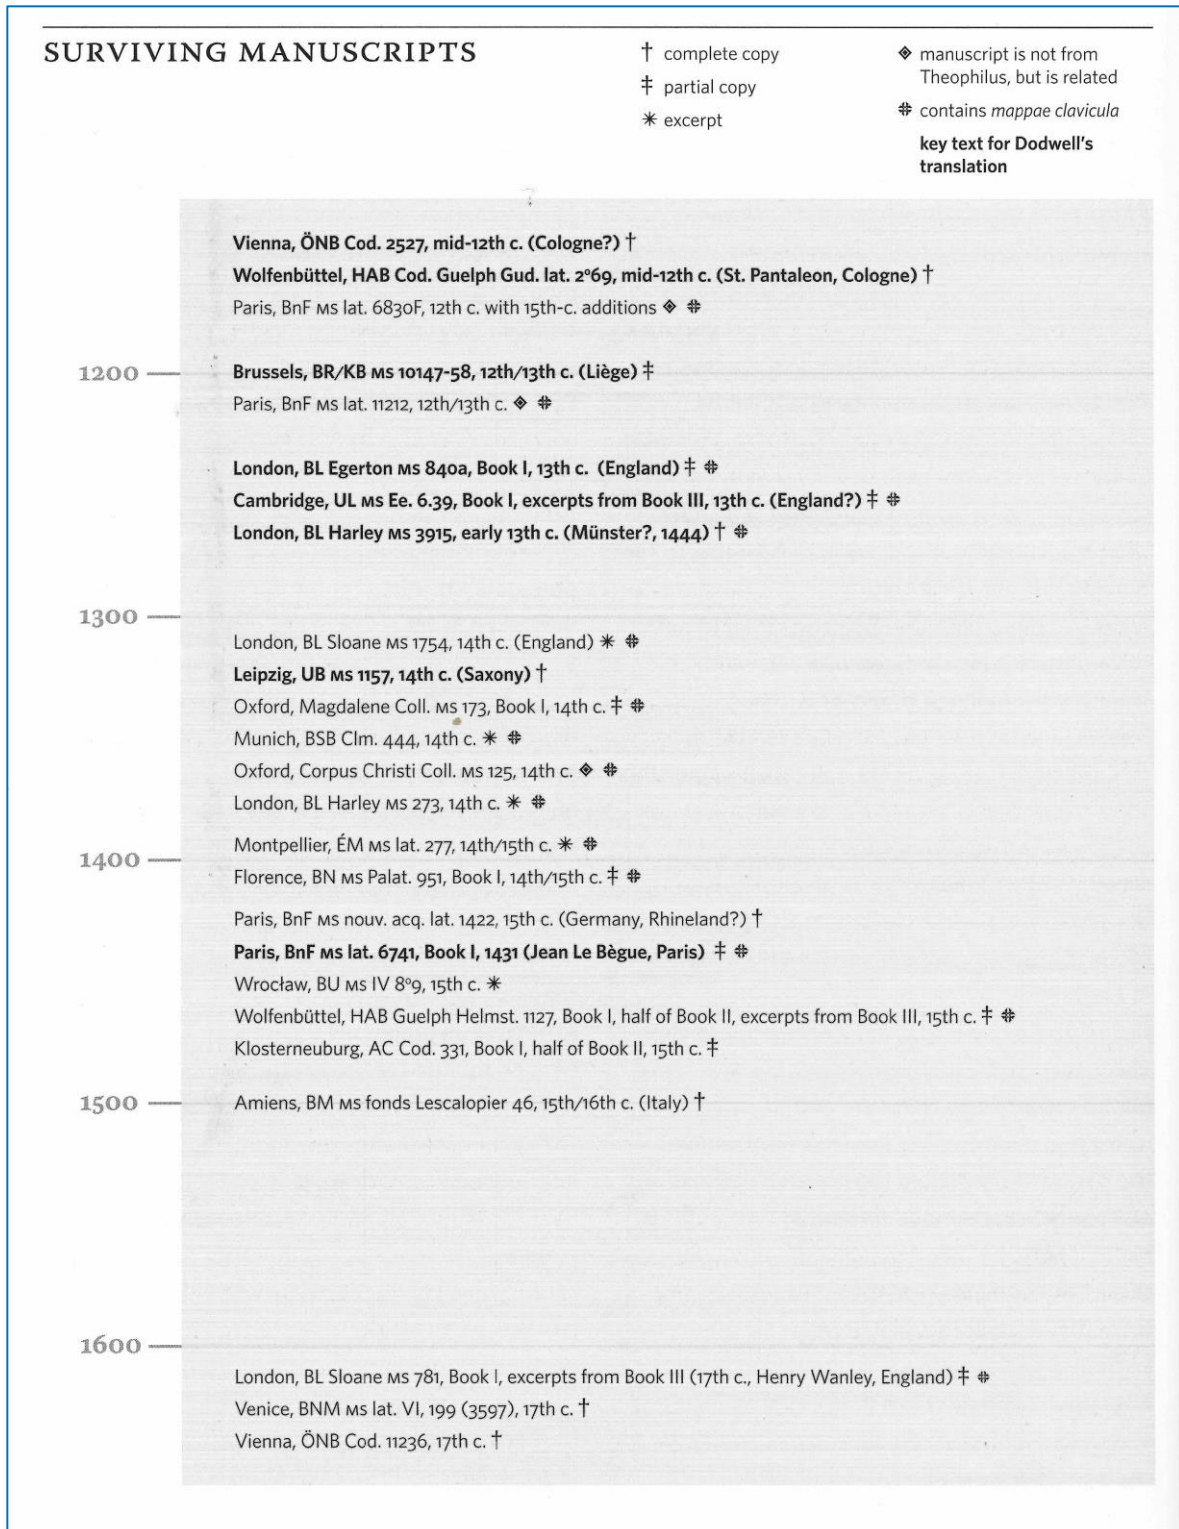 SURVIVING MANUSCRIPTS
† complete copy
‡ partial copy
* excerpt
◈ manuscript is not from
Theophilus, but is related
⌗ contains mappae clavicula
key text for Dodwell's
translation
Vienna, ÖNB Cod. 2527, mid-12th c. (Cologne?) †
Wolfenbüttel, HAB Cod. Guelph Gud. lat. 2º69, mid-12th c. (St. Pantaleon, Cologne) †
Paris, BnF MS lat. 6830F, 12th c. with 15th-c. additions ◈ ⌗
1200
Brussels, BR/KB MS 10147-58, 12th/13th c. (Liège) ‡
Paris, BnF MS lat. 11212, 12th/13th c. ◈ ⌗
London, BL Egerton MS 840a, Book I, 13th c. (England) ‡ ⌗
Cambridge, UL MS Ee. 6.39, Book I, excerpts from Book III, 13th c. (England?) ‡ ⌗
London, BL Harley MS 3915, early 13th c. (Münster?, 1444) † ⌗
1300
London, BL Sloane MS 1754, 14th c. (England) * ⌗
Leipzig, UB MS 1157, 14th c. (Saxony) †
Oxford, Magdalene Coll. MS 173, Book I, 14th c. ‡ ⌗
Munich, BSB Clm. 444, 14th c. * ⌗
Oxford, Corpus Christi Coll. MS 125, 14th c. ◈ ⌗
London, BL Harley MS 273, 14th c. * ⌗
Montpellier, ÉM MS lat. 277, 14th/15th c. * ⌗
1400
Florence, BN MS Palat. 951, Book I, 14th/15th c. ‡ ⌗
Paris, BnF MS nouv. acq. lat. 1422, 15th c. (Germany, Rhineland?) †
Paris, BnF MS lat. 6741, Book I, 1431 (Jean Le Bègue, Paris) ‡ ⌗
Wrocław, BU MS IV 8º9, 15th c. *
Wolfenbüttel, HAB Guelph Helmst. 1127, Book I, half of Book II, excerpts from Book III, 15th c. ‡ ⌗
Klosterneuburg, AC Cod. 331, Book I, half of Book II, 15th c. ‡
1500
Amiens, BM MS fonds Lescalopier 46, 15th/16th c. (Italy) †
1600
London, BL Sloane MS 781, Book I, excerpts from Book III (17th c., Henry Wanley, England) ‡ ⌗
Venice, BNM MS lat. VI, 199 (3597), 17th c. †
Vienna, ÖNB Cod. 11236, 17th c. †